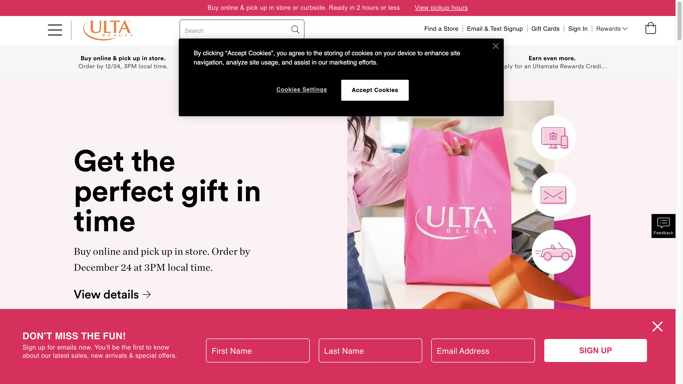 Buy online & pick up in store or curbside. Ready in 2 hours or less View pickup hours
ULTA
BEAUTY
Search
Find a Store Email & Text Signup Gift Cards Sign In Rewards
Buy online & pick up in store.
Order by 12/24, 3PM local time.
Earn even more.
ply for an Ultamate Rewards Credi...
By clicking “Accept Cookies”, you agree to the storing of cookies on your device to enhance site
navigation, analyze site usage, and assist in our marketing efforts.
Cookies Settings
Accept Cookies
Get the
perfect gift in
time
Buy online and pick up in store. Order by
December 24 at 3PM local time.
View details
ULTA
BEAUTY
Feedback
DON'T MISS THE FUN!
Sign up for emails now. You'll be the first to know
about our latest sales, new arrivals & special offers.
First Name
Last Name
Email Address
SIGN UP